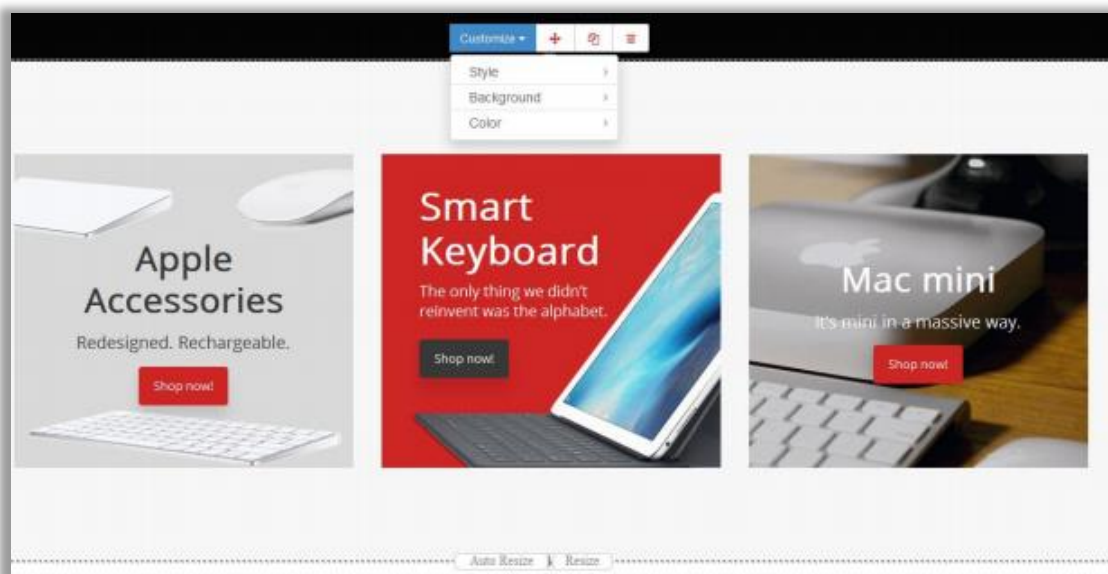 Customize
Style
Background
Color
Apple
Accessories
Redesigned. Rechargeable.
Shop now!
Smart
Keyboard
The only thing we didn't
reinvent was the alphabet.
Shop now!
Mac mini
It's mini in a massive way.
Shop now!
Auto Resize Resize